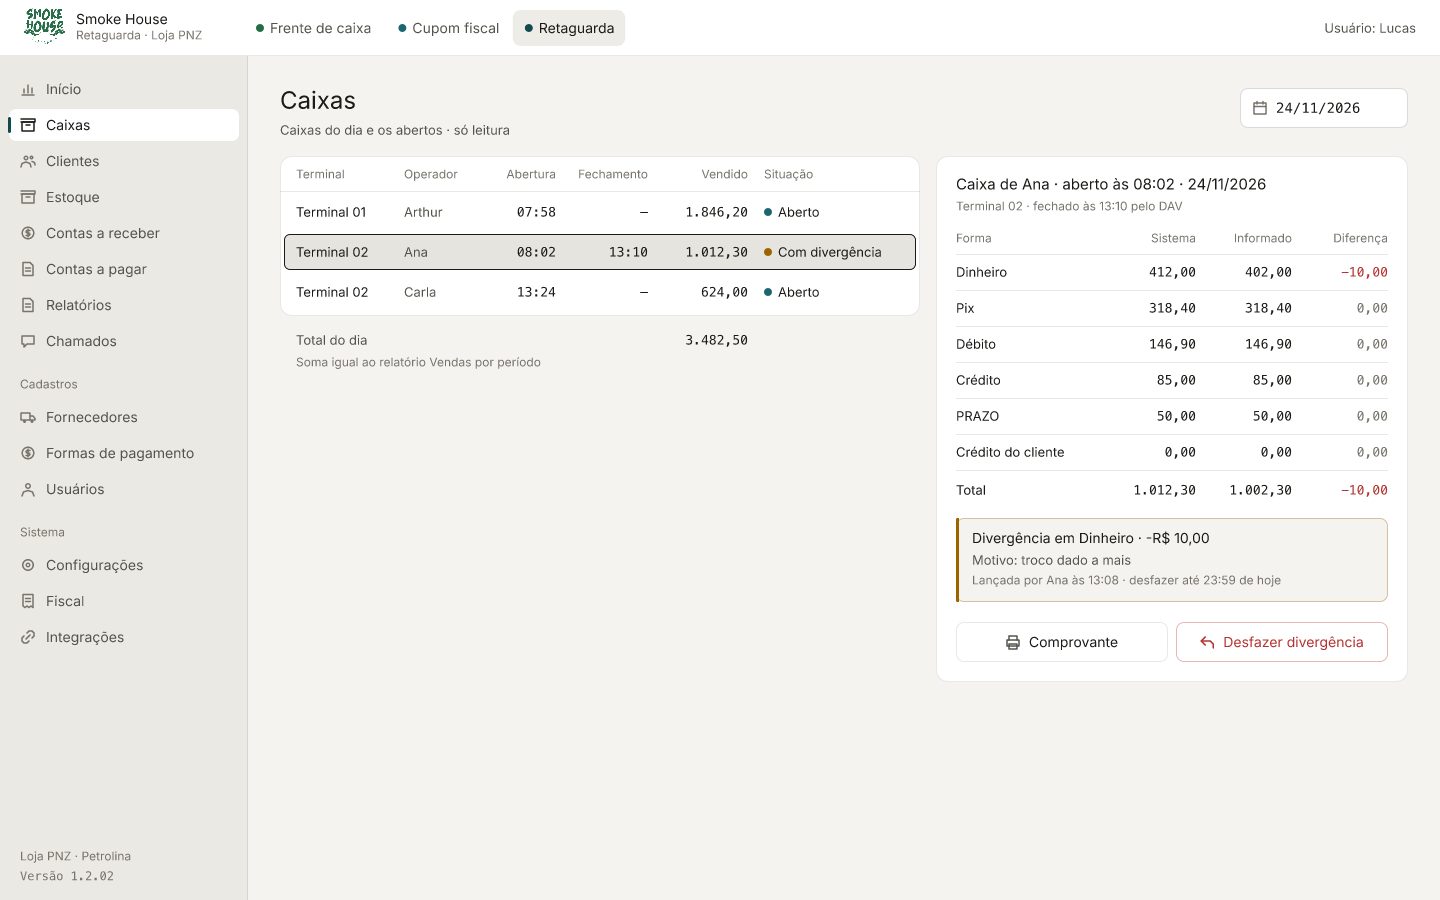 SMOKE HOUSE
Smoke House
Retaguarda · Loja PNZ
Frente de caixa
Cupom fiscal
Retaguarda
Usuário: Lucas
Início
Caixas
Clientes
Estoque
Contas a receber
Contas a pagar
Relatórios
Chamados
Cadastros
Fornecedores
Formas de pagamento
Usuários
Sistema
Configurações
Fiscal
Integrações
Loja PNZ · Petrolina
Versão 1.2.02
Caixas
Caixas do dia e os abertos · só leitura
24/11/2026
Terminal Operador Abertura Fechamento Vendido Situação
Terminal 01 Arthur 07:58 — 1.846,20 Aberto
Terminal 02 Ana 08:02 13:10 1.012,30 Com divergência
Terminal 02 Carla 13:24 — 624,00 Aberto
Total do dia 3.482,50
Soma igual ao relatório Vendas por período
Caixa de Ana · aberto às 08:02 · 24/11/2026
Terminal 02 · fechado às 13:10 pelo DAV
Forma Sistema Informado Diferença
Dinheiro 412,00 402,00 −10,00
Pix 318,40 318,40 0,00
Débito 146,90 146,90 0,00
Crédito 85,00 85,00 0,00
PRAZO 50,00 50,00 0,00
Crédito do cliente 0,00 0,00 0,00
Total 1.012,30 1.002,30 −10,00
Divergência em Dinheiro · -R$ 10,00
Motivo: troco dado a mais
Lançada por Ana às 13:08 · desfazer até 23:59 de hoje
Comprovante
Desfazer divergência